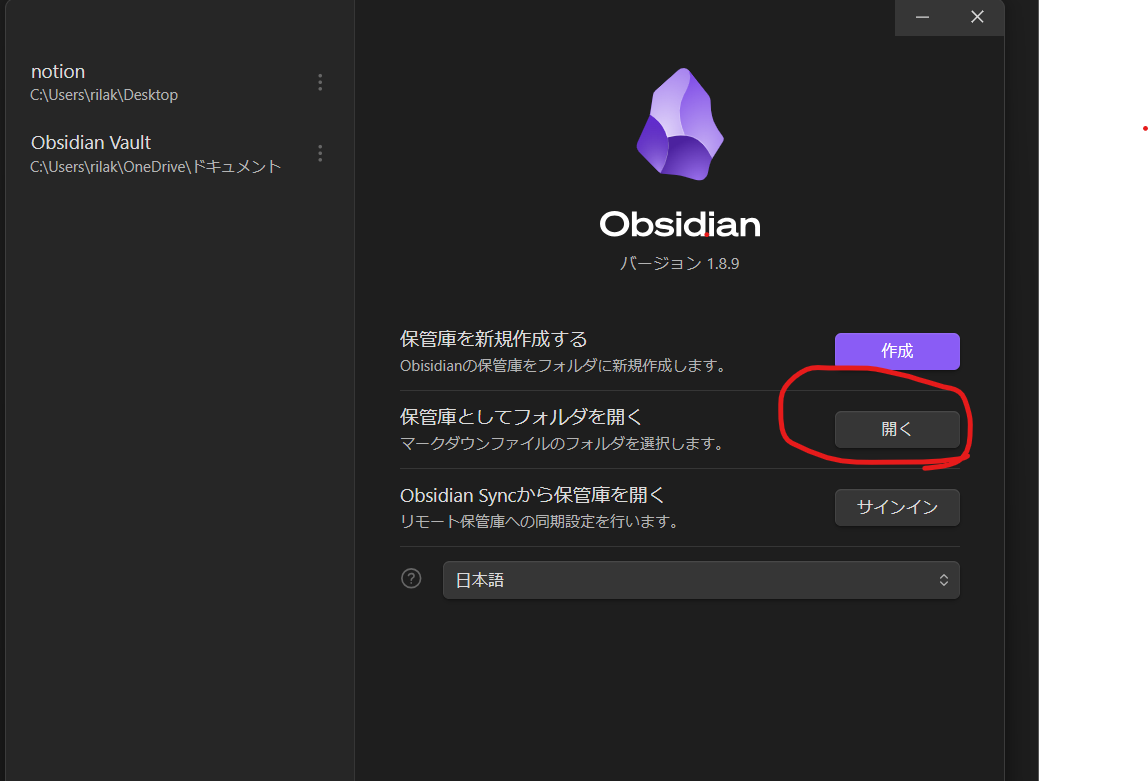 notion
C:\Users\rilak\Desktop
Obsidian Vault
C:\Users\rilak\OneDrive\ドキュメント
Obsidian
バージョン 1.8.9
保管庫を新規作成する
Obisidianの保管庫をフォルダに新規作成します。
作成
保管庫としてフォルダを開く
マークダウンファイルのフォルダを選択します。
開く
Obsidian Syncから保管庫を開く
リモート保管庫への同期設定を行います。
サインイン
?
日本語